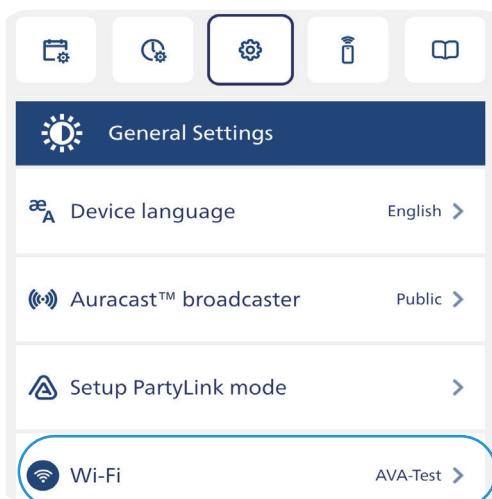 General Settings
Device language English
Auracast™ broadcaster Public
Setup PartyLink mode
Wi-Fi AVA-Test